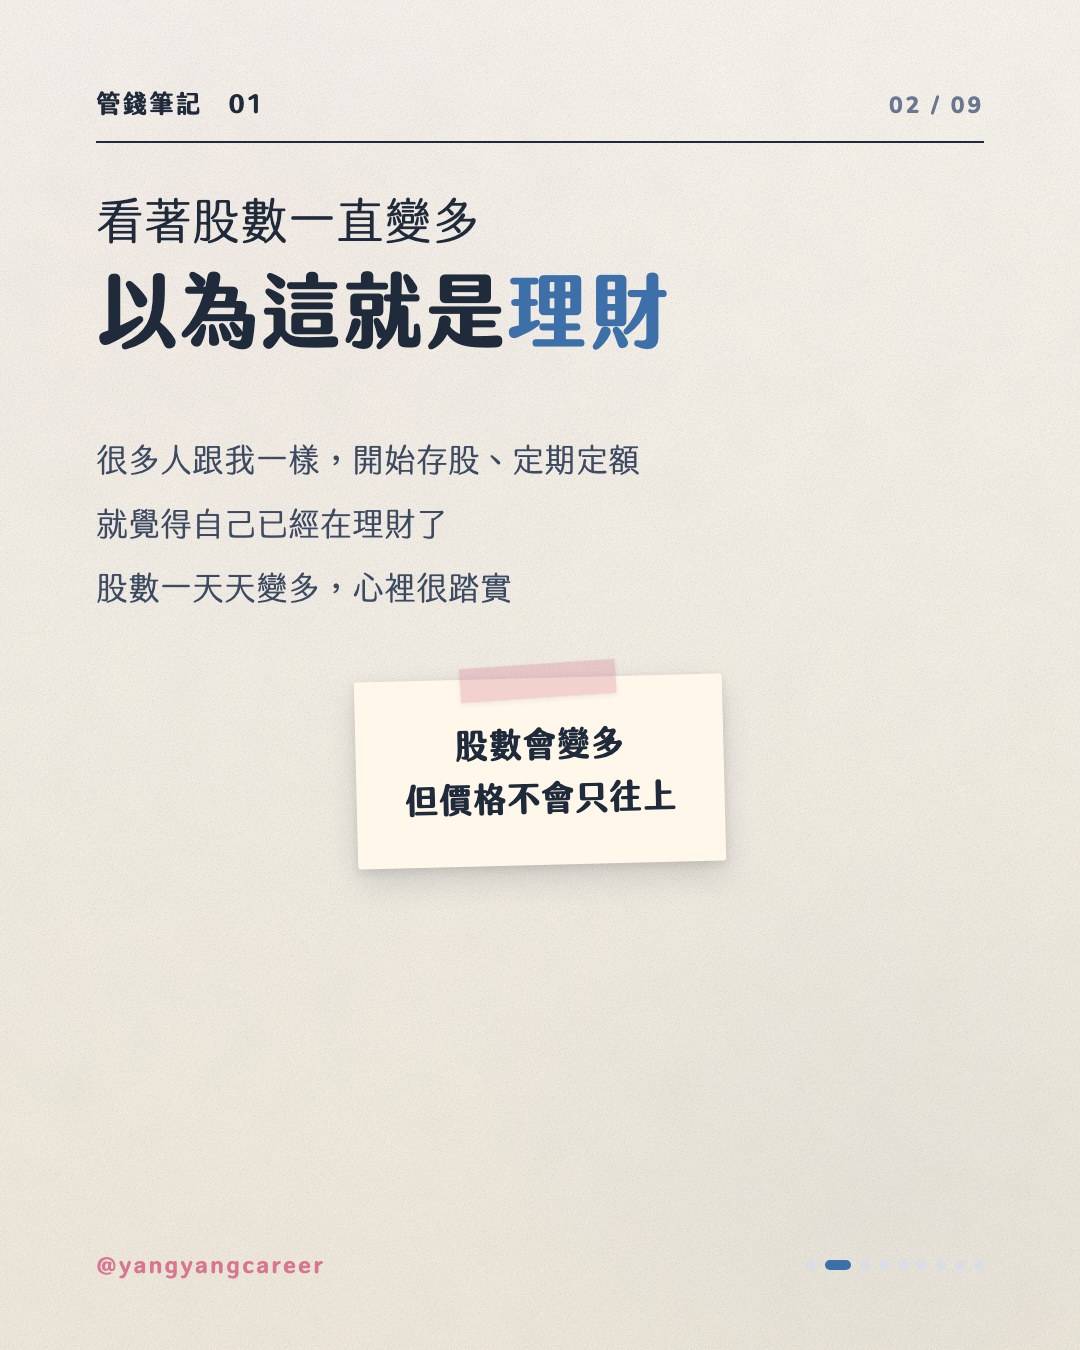 管錢筆記 01
02 / 09
看著股數一直變多
以為這就是理財
很多人跟我一樣，開始存股、定期定額
就覺得自己已經在理財了
股數一天天變多，心裡很踏實
股數會變多
但價格不會只往上
@yangyangcareer